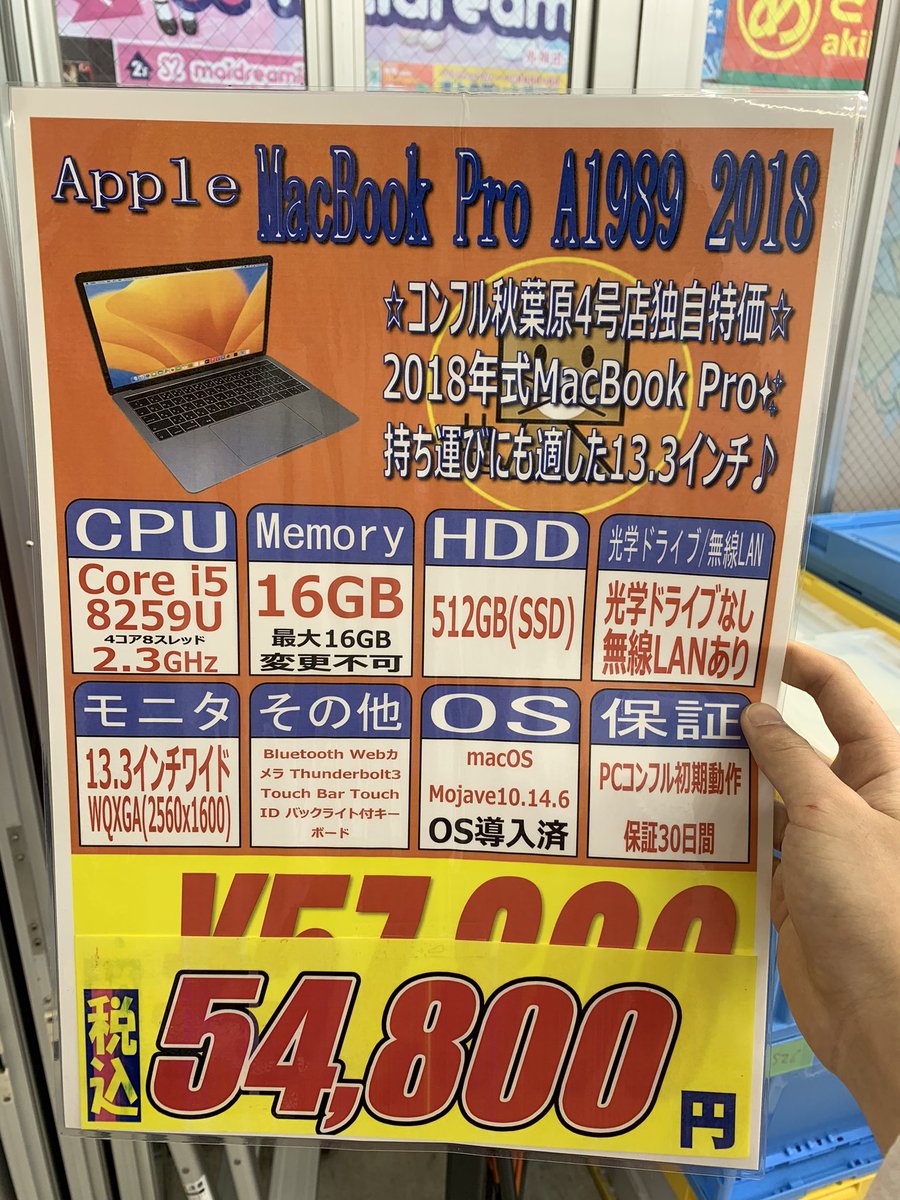 maidreami
2F
maidreami
め
aki
Apple MacBook Pro A1989 2018
☆コンフル秋葉原4号店独自特価☆
2018年式MacBook Pro✨
持ち運びにも適した13.3インチ♪
CPU
Core i5
8259U
4コア8スレッド
2.3GHz
Memory
16GB
最大16GB
変更不可
HDD
512GB(SSD)
光学ドライブ/無線LAN
光学ドライブなし
無線LANあり
モニタ
13.3インチワイド
WQXGA(2560x1600)
その他
Bluetooth Webカ
メラ Thunderbolt3
Touch Bar Touch
ID バックライト付キー
ボード
OS
macOS
Mojave10.14.6
OS導入済
保証
PCコンフル初期動作
保証30日間
税込
54,800円